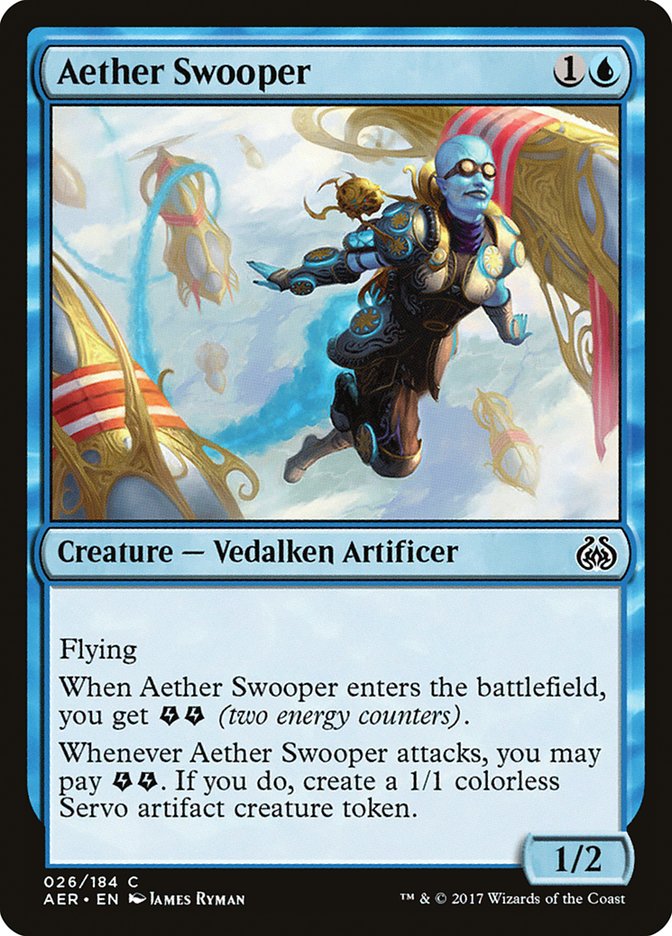 Aether Swooper 1
Creature — Vedalken Artificer
Flying
When Aether Swooper enters the battlefield,
you get (two energy counters).
Whenever Aether Swooper attacks, you may
pay . If you do, create a 1/1 colorless
Servo artifact creature token.
1/2
026/184 C
AER • EN James Ryman
™ & © 2017 Wizards of the Coast